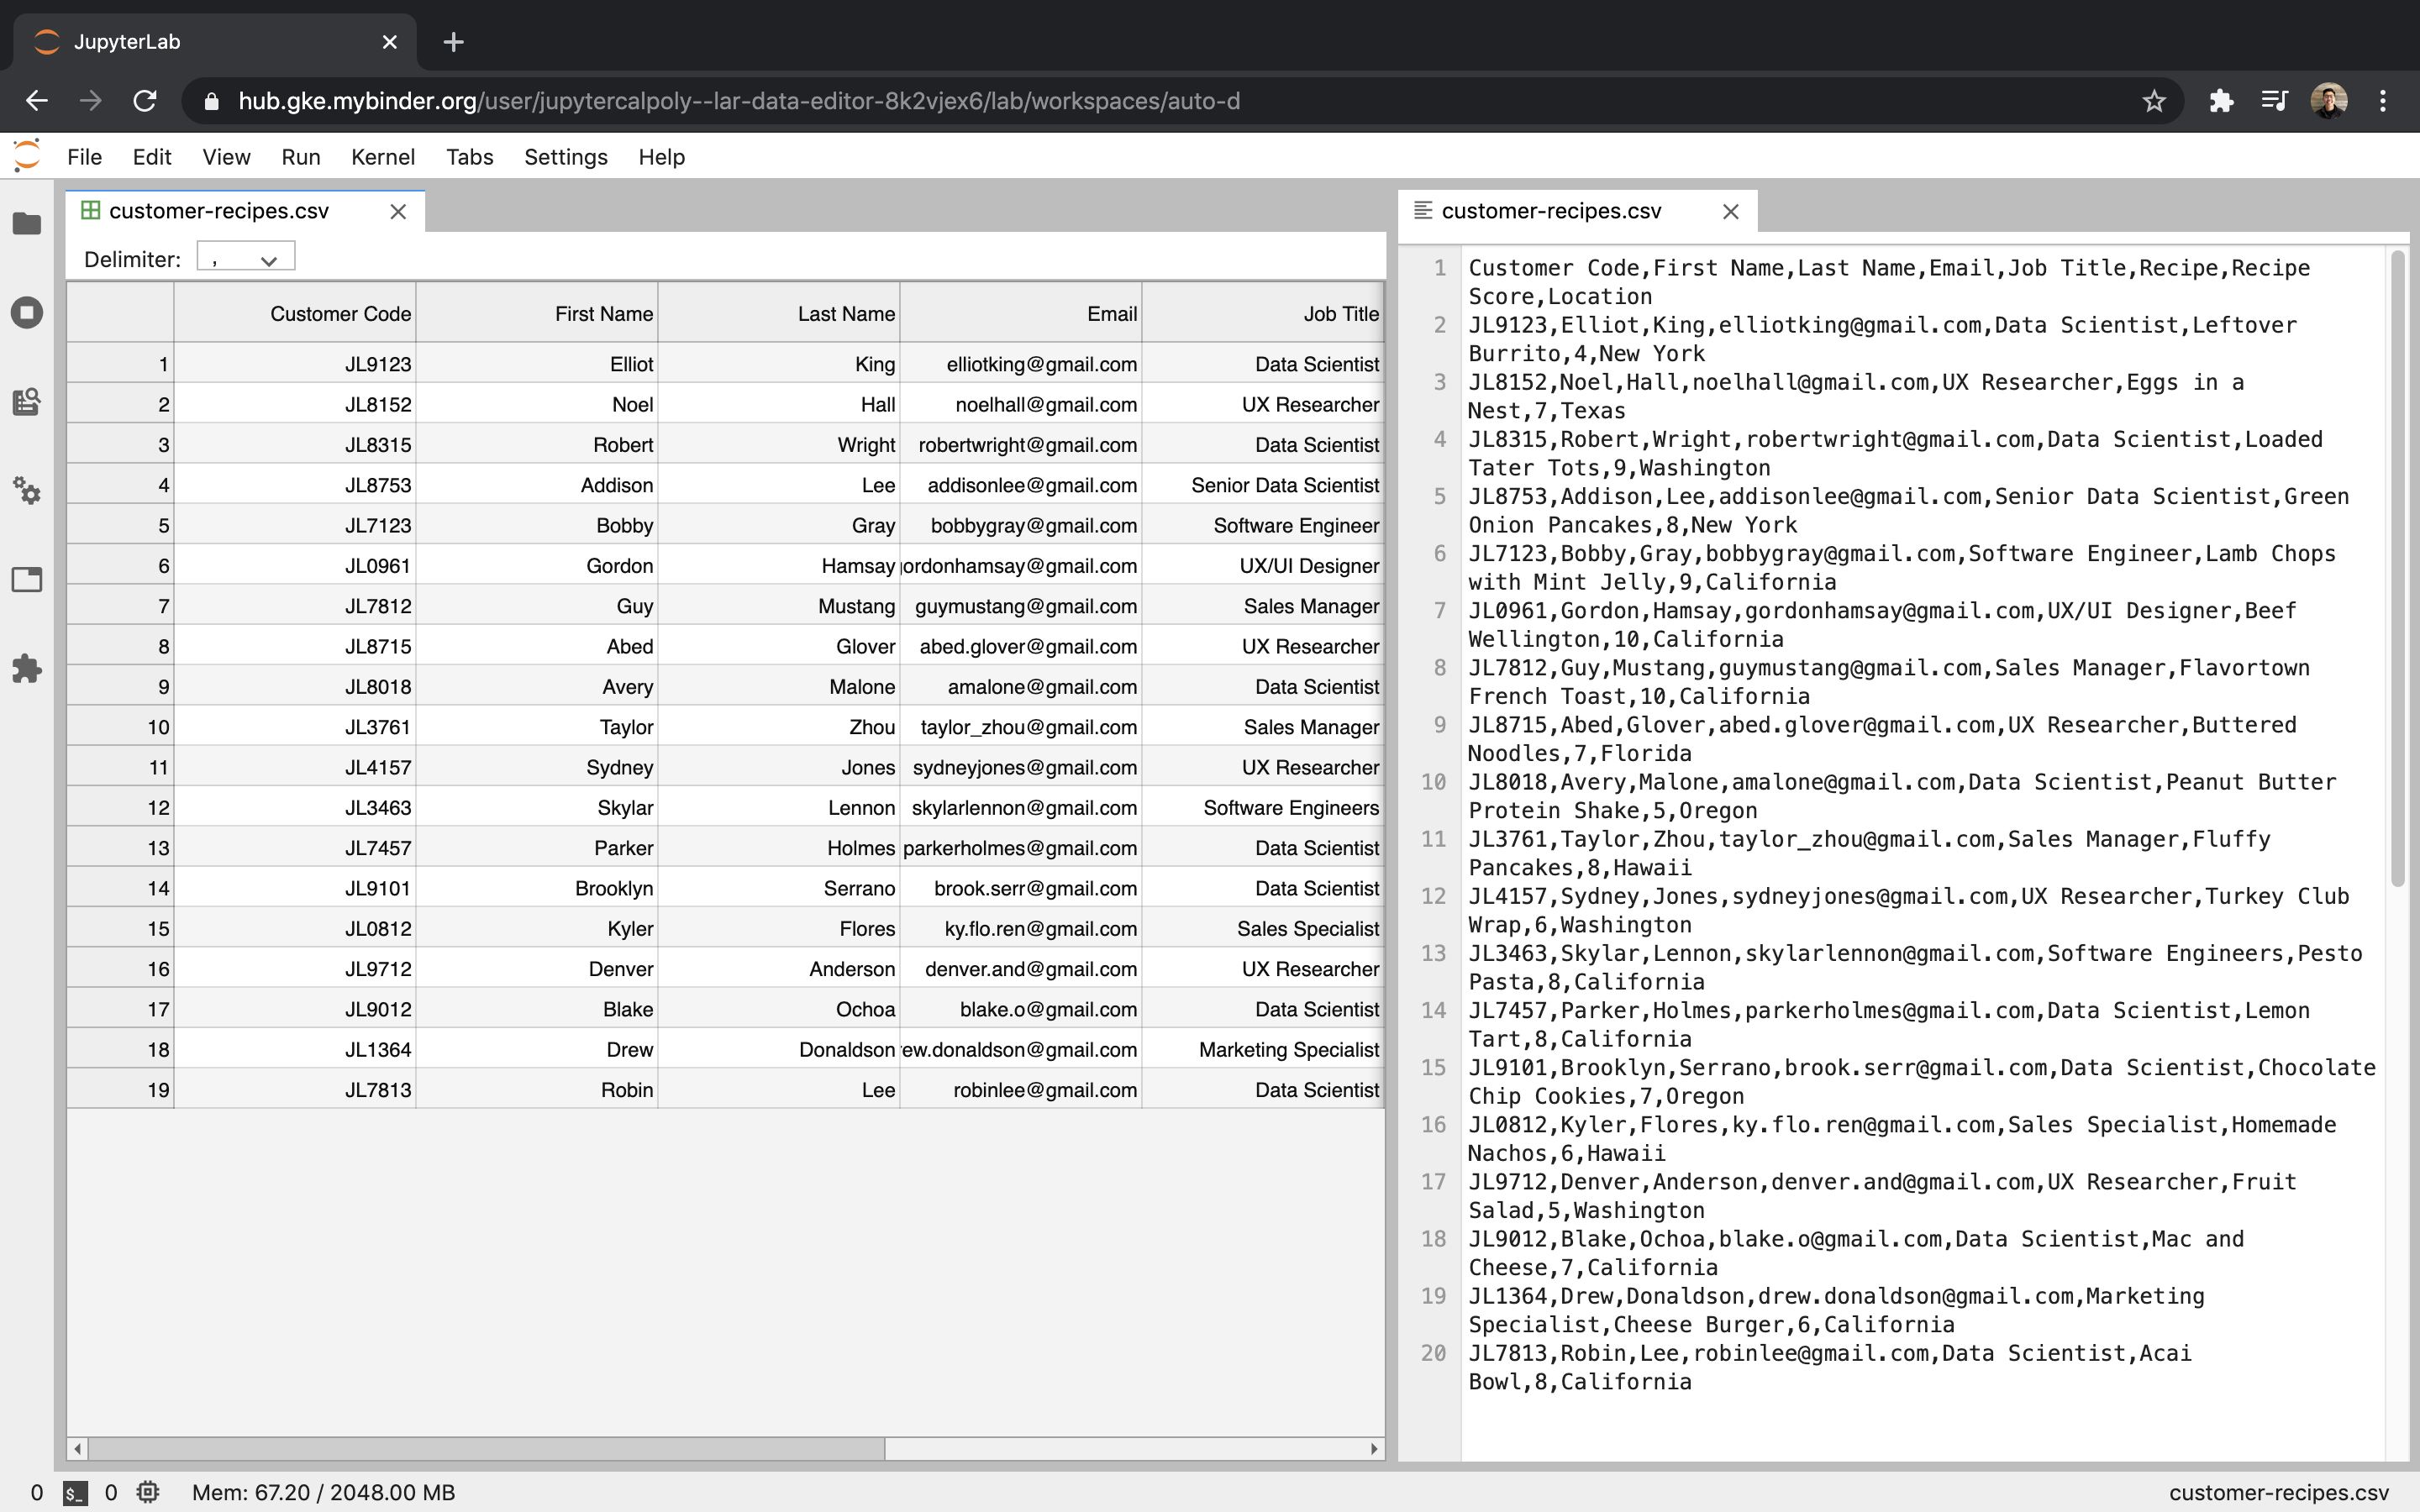 JupyterLab
hub.gke.mybinder.org/user/jupytercalpoly--lar-data-editor-8k2vjex6/lab/workspaces/auto-d
File Edit View Run Kernel Tabs Settings Help
customer-recipes.csv
Delimiter: ,
Customer Code First Name Last Name Email Job Title
1 JL9123 Elliot King elliotking@gmail.com Data Scientist
2 JL8152 Noel Hall noelhall@gmail.com UX Researcher
3 JL8315 Robert Wright robertwright@gmail.com Data Scientist
4 JL8753 Addison Lee addisonlee@gmail.com Senior Data Scientist
5 JL7123 Bobby Gray bobbygray@gmail.com Software Engineer
6 JL0961 Gordon Hamsay ordonhamsay@gmail.com UX/UI Designer
7 JL7812 Guy Mustang guymustang@gmail.com Sales Manager
8 JL8715 Abed Glover abed.glover@gmail.com UX Researcher
9 JL8018 Avery Malone amalone@gmail.com Data Scientist
10 JL3761 Taylor Zhou taylor_zhou@gmail.com Sales Manager
11 JL4157 Sydney Jones sydneyjones@gmail.com UX Researcher
12 JL3463 Skylar Lennon skylarlennon@gmail.com Software Engineers
13 JL7457 Parker Holmes parkerholmes@gmail.com Data Scientist
14 JL9101 Brooklyn Serrano brook.serr@gmail.com Data Scientist
15 JL0812 Kyler Flores ky.flo.ren@gmail.com Sales Specialist
16 JL9712 Denver Anderson denver.and@gmail.com UX Researcher
17 JL9012 Blake Ochoa blake.o@gmail.com Data Scientist
18 JL1364 Drew Donaldson ew.donaldson@gmail.com Marketing Specialist
19 JL7813 Robin Lee robinlee@gmail.com Data Scientist
customer-recipes.csv
1 Customer Code,First Name,Last Name,Email,Job Title,Recipe,Recipe
Score,Location
2 JL9123,Elliot,King,elliotking@gmail.com,Data Scientist,Leftover
Burrito,4,New York
3 JL8152,Noel,Hall,noelhall@gmail.com,UX Researcher,Eggs in a
Nest,7,Texas
4 JL8315,Robert,Wright,robertwright@gmail.com,Data Scientist,Loaded
Tater Tots,9,Washington
5 JL8753,Addison,Lee,addisonlee@gmail.com,Senior Data Scientist,Green
Onion Pancakes,8,New York
6 JL7123,Bobby,Gray,bobbygray@gmail.com,Software Engineer,Lamb Chops
with Mint Jelly,9,California
7 JL0961,Gordon,Hamsay,gordonhamsay@gmail.com,UX/UI Designer,Beef
Wellington,10,California
8 JL7812,Guy,Mustang,guymustang@gmail.com,Sales Manager,Flavortown
French Toast,10,California
9 JL8715,Abed,Glover,abed.glover@gmail.com,UX Researcher,Buttered
Noodles,7,Florida
10 JL8018,Avery,Malone,amalone@gmail.com,Data Scientist,Peanut Butter
Protein Shake,5,Oregon
11 JL3761,Taylor,Zhou,taylor_zhou@gmail.com,Sales Manager,Fluffy
Pancakes,8,Hawaii
12 JL4157,Sydney,Jones,sydneyjones@gmail.com,UX Researcher,Turkey Club
Wrap,6,Washington
13 JL3463,Skylar,Lennon,skylarlennon@gmail.com,Software Engineers,Pesto
Pasta,8,California
14 JL7457,Parker,Holmes,parkerholmes@gmail.com,Data Scientist,Lemon
Tart,8,California
15 JL9101,Brooklyn,Serrano,brook.serr@gmail.com,Data Scientist,Chocolate
Chip Cookies,7,Oregon
16 JL0812,Kyler,Flores,ky.flo.ren@gmail.com,Sales Specialist,Homemade
Nachos,6,Hawaii
17 JL9712,Denver,Anderson,denver.and@gmail.com,UX Researcher,Fruit
Salad,5,Washington
18 JL9012,Blake,Ochoa,blake.o@gmail.com,Data Scientist,Mac and
Cheese,7,California
19 JL1364,Drew,Donaldson,drew.donaldson@gmail.com,Marketing
Specialist,Cheese Burger,6,California
20 JL7813,Robin,Lee,robinlee@gmail.com,Data Scientist,Acai
Bowl,8,California
0 $_ 0 Mem: 67.20 / 2048.00 MB
customer-recipes.csv